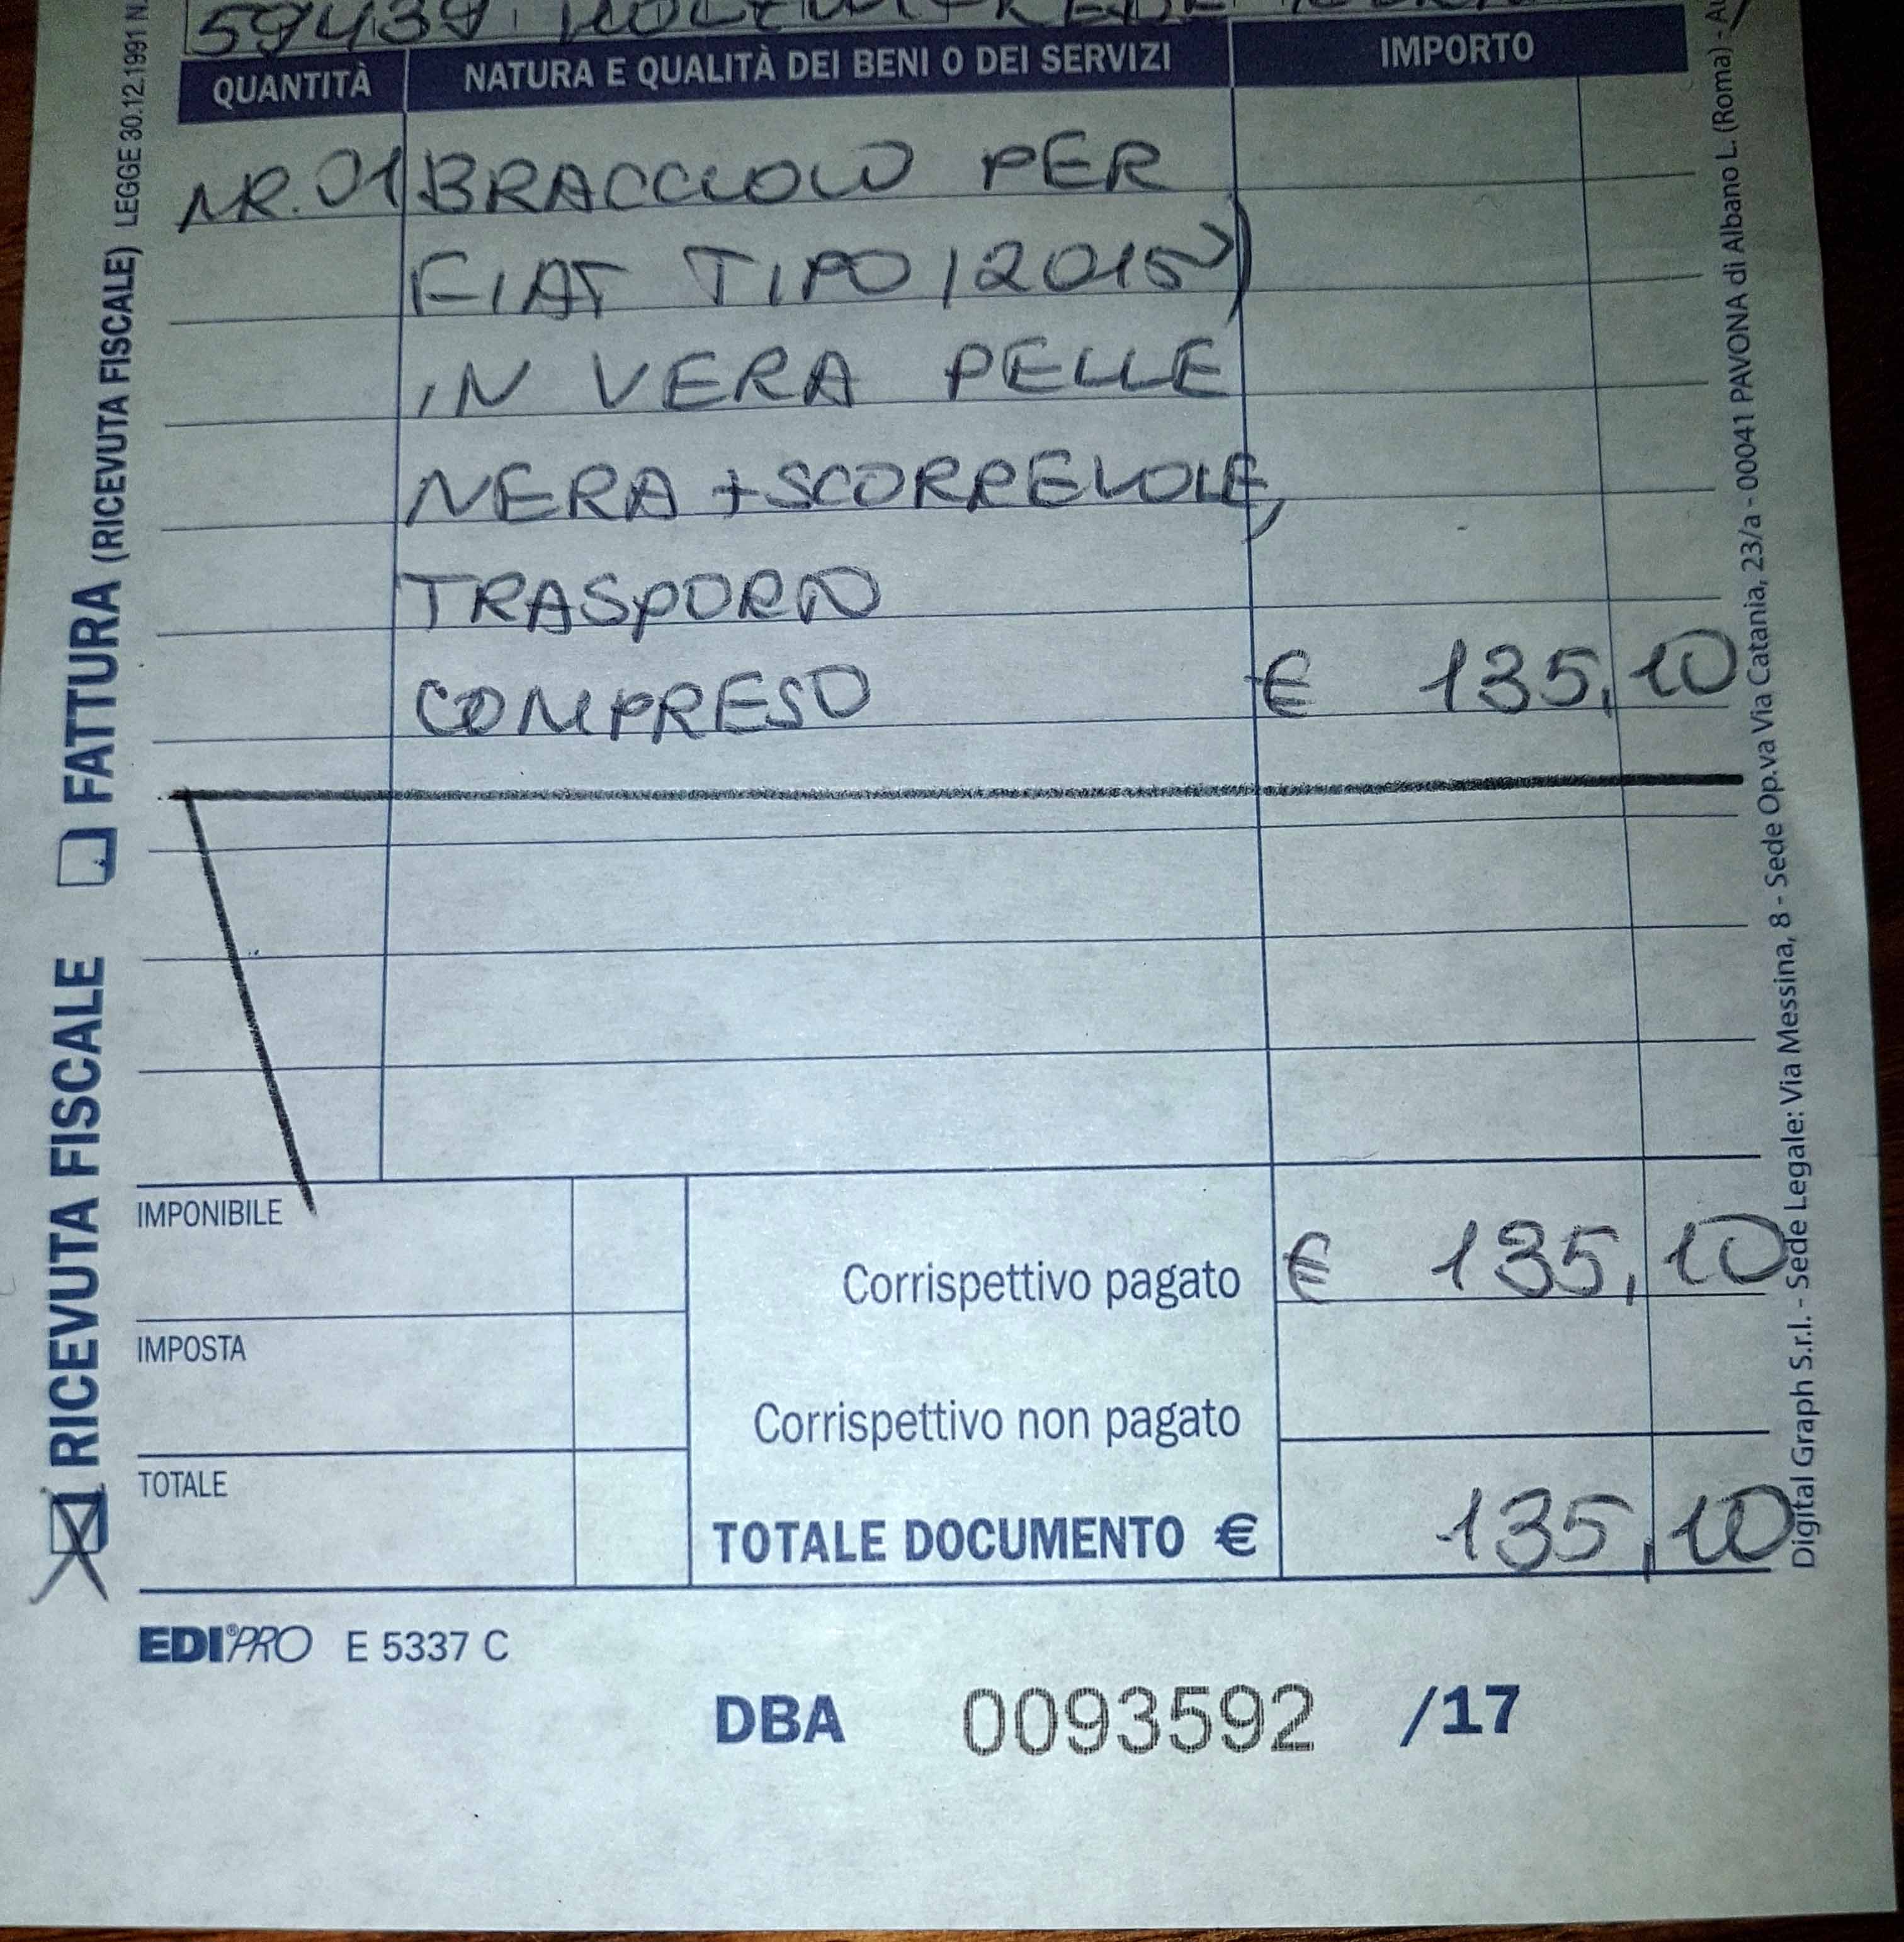 QUANTITÀ NATURA E QUALITÀ DEI BENI O DEI SERVIZI IMPORTO
NR. 01 BRACCIOLO PER
FIAT TIPO (2015>)
IN VERA PELLE
NERA + SCORREVOLE,
TRASPORTO
COMPRESO € 135,10
IMPONIBILE
Corrispettivo pagato € 135,10
IMPOSTA
Corrispettivo non pagato
TOTALE
TOTALE DOCUMENTO € 135,10
EDIPRO® E 5337 C
DBA 0093592 /17
RICEVUTA FISCALE FATTURA (RICEVUTA FISCALE) LEGGE 30.12.1991 N.
Digital Graph S.r.l. - Sede Legale: Via Messina, 8 - Sede Op.va Via Catania, 23/a - 00041 PAVONA di Albano L. (Roma) -